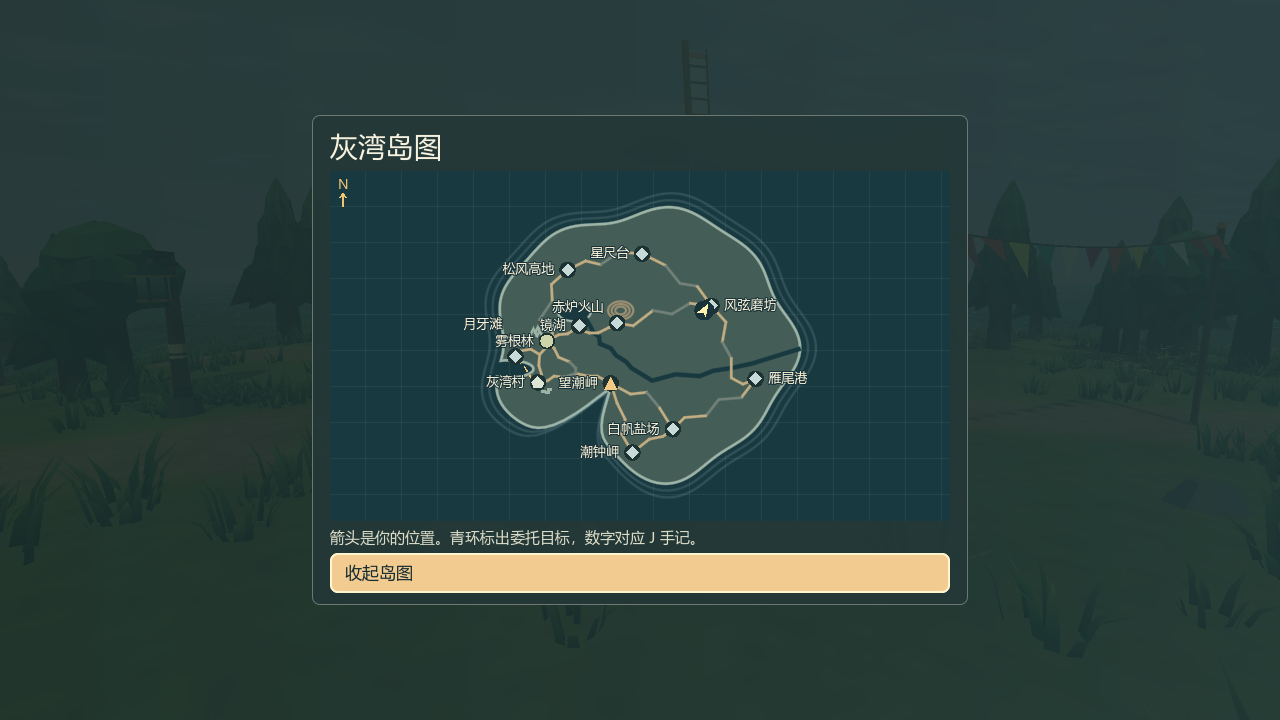 灰湾岛图
N
星尺台
松风高地
赤炉火山
风弦磨坊
月牙滩
镜湖
雾根林
灰湾村
望潮岬
雁尾港
白帆盐场
潮钟岬
箭头是你的位置。青环标出委托目标，数字对应 J 手记。
收起岛图